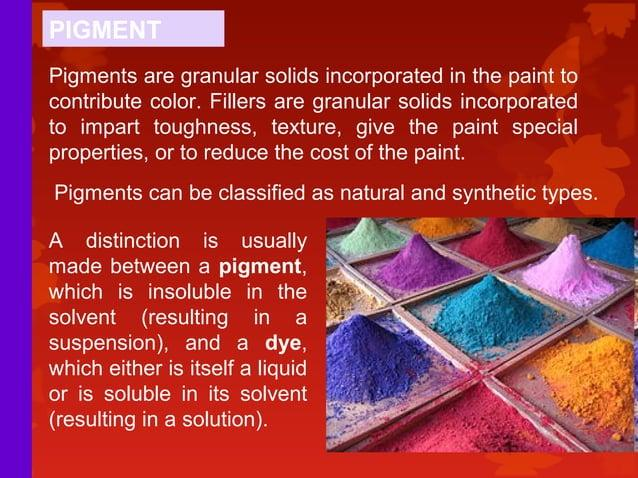 PIGMENT
Pigments are granular solids incorporated in the paint to
contribute color. Fillers are granular solids incorporated
to impart toughness, texture, give the paint special
properties, or to reduce the cost of the paint.
Pigments can be classified as natural and synthetic types.
A distinction is usually
made between a pigment,
which is insoluble in the
solvent (resulting in a
suspension), and a dye,
which either is itself a liquid
or is soluble in its solvent
(resulting in a solution).